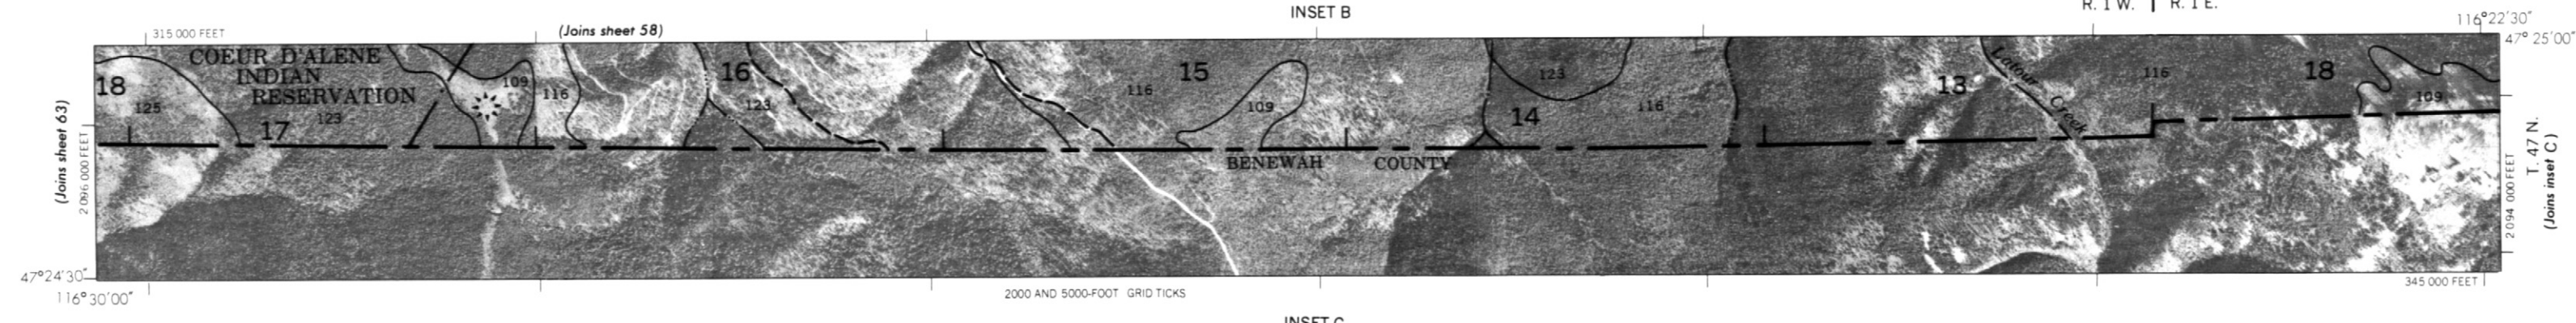 INSET B
R. 1 W. | R. 1 E.
315 000 FEET
(Joins sheet 58)
116°22'30"
47° 25'00"
COEUR D'ALENE
INDIAN
RESERVATION
18
125
17
123
109
116
16
123
116
15
109
123
14
116
13
Latour Creek
116
18
109
(Joins sheet 63)
2 096 000 FEET
BENEWAH COUNTY
2 094 000 FEET
T. 47 N.
(Joins inset C)
47°24'30"
116°30'00"
2000 AND 5000-FOOT GRID TICKS
345 000 FEET
INSET C